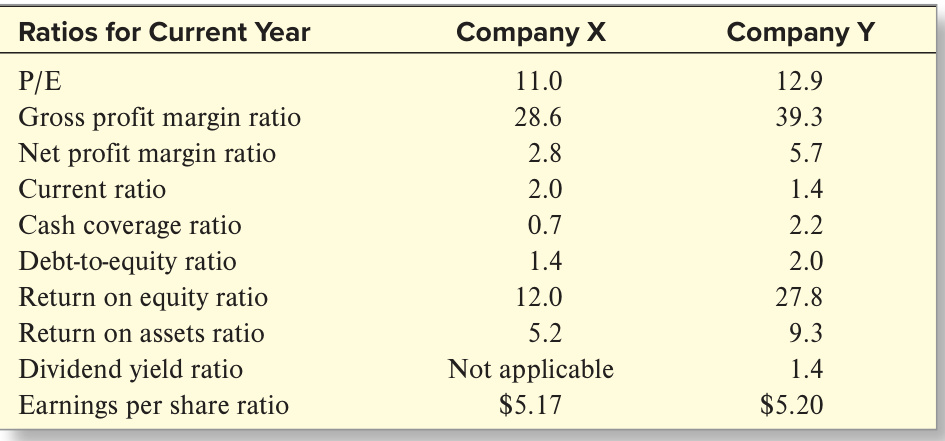 Ratios for Current Year Company X Company Y
P/E 11.0 12.9
Gross profit margin ratio 28.6 39.3
Net profit margin ratio 2.8 5.7
Current ratio 2.0 1.4
Cash coverage ratio 0.7 2.2
Debt-to-equity ratio 1.4 2.0
Return on equity ratio 12.0 27.8
Return on assets ratio 5.2 9.3
Dividend yield ratio Not applicable 1.4
Earnings per share ratio $5.17 $5.20